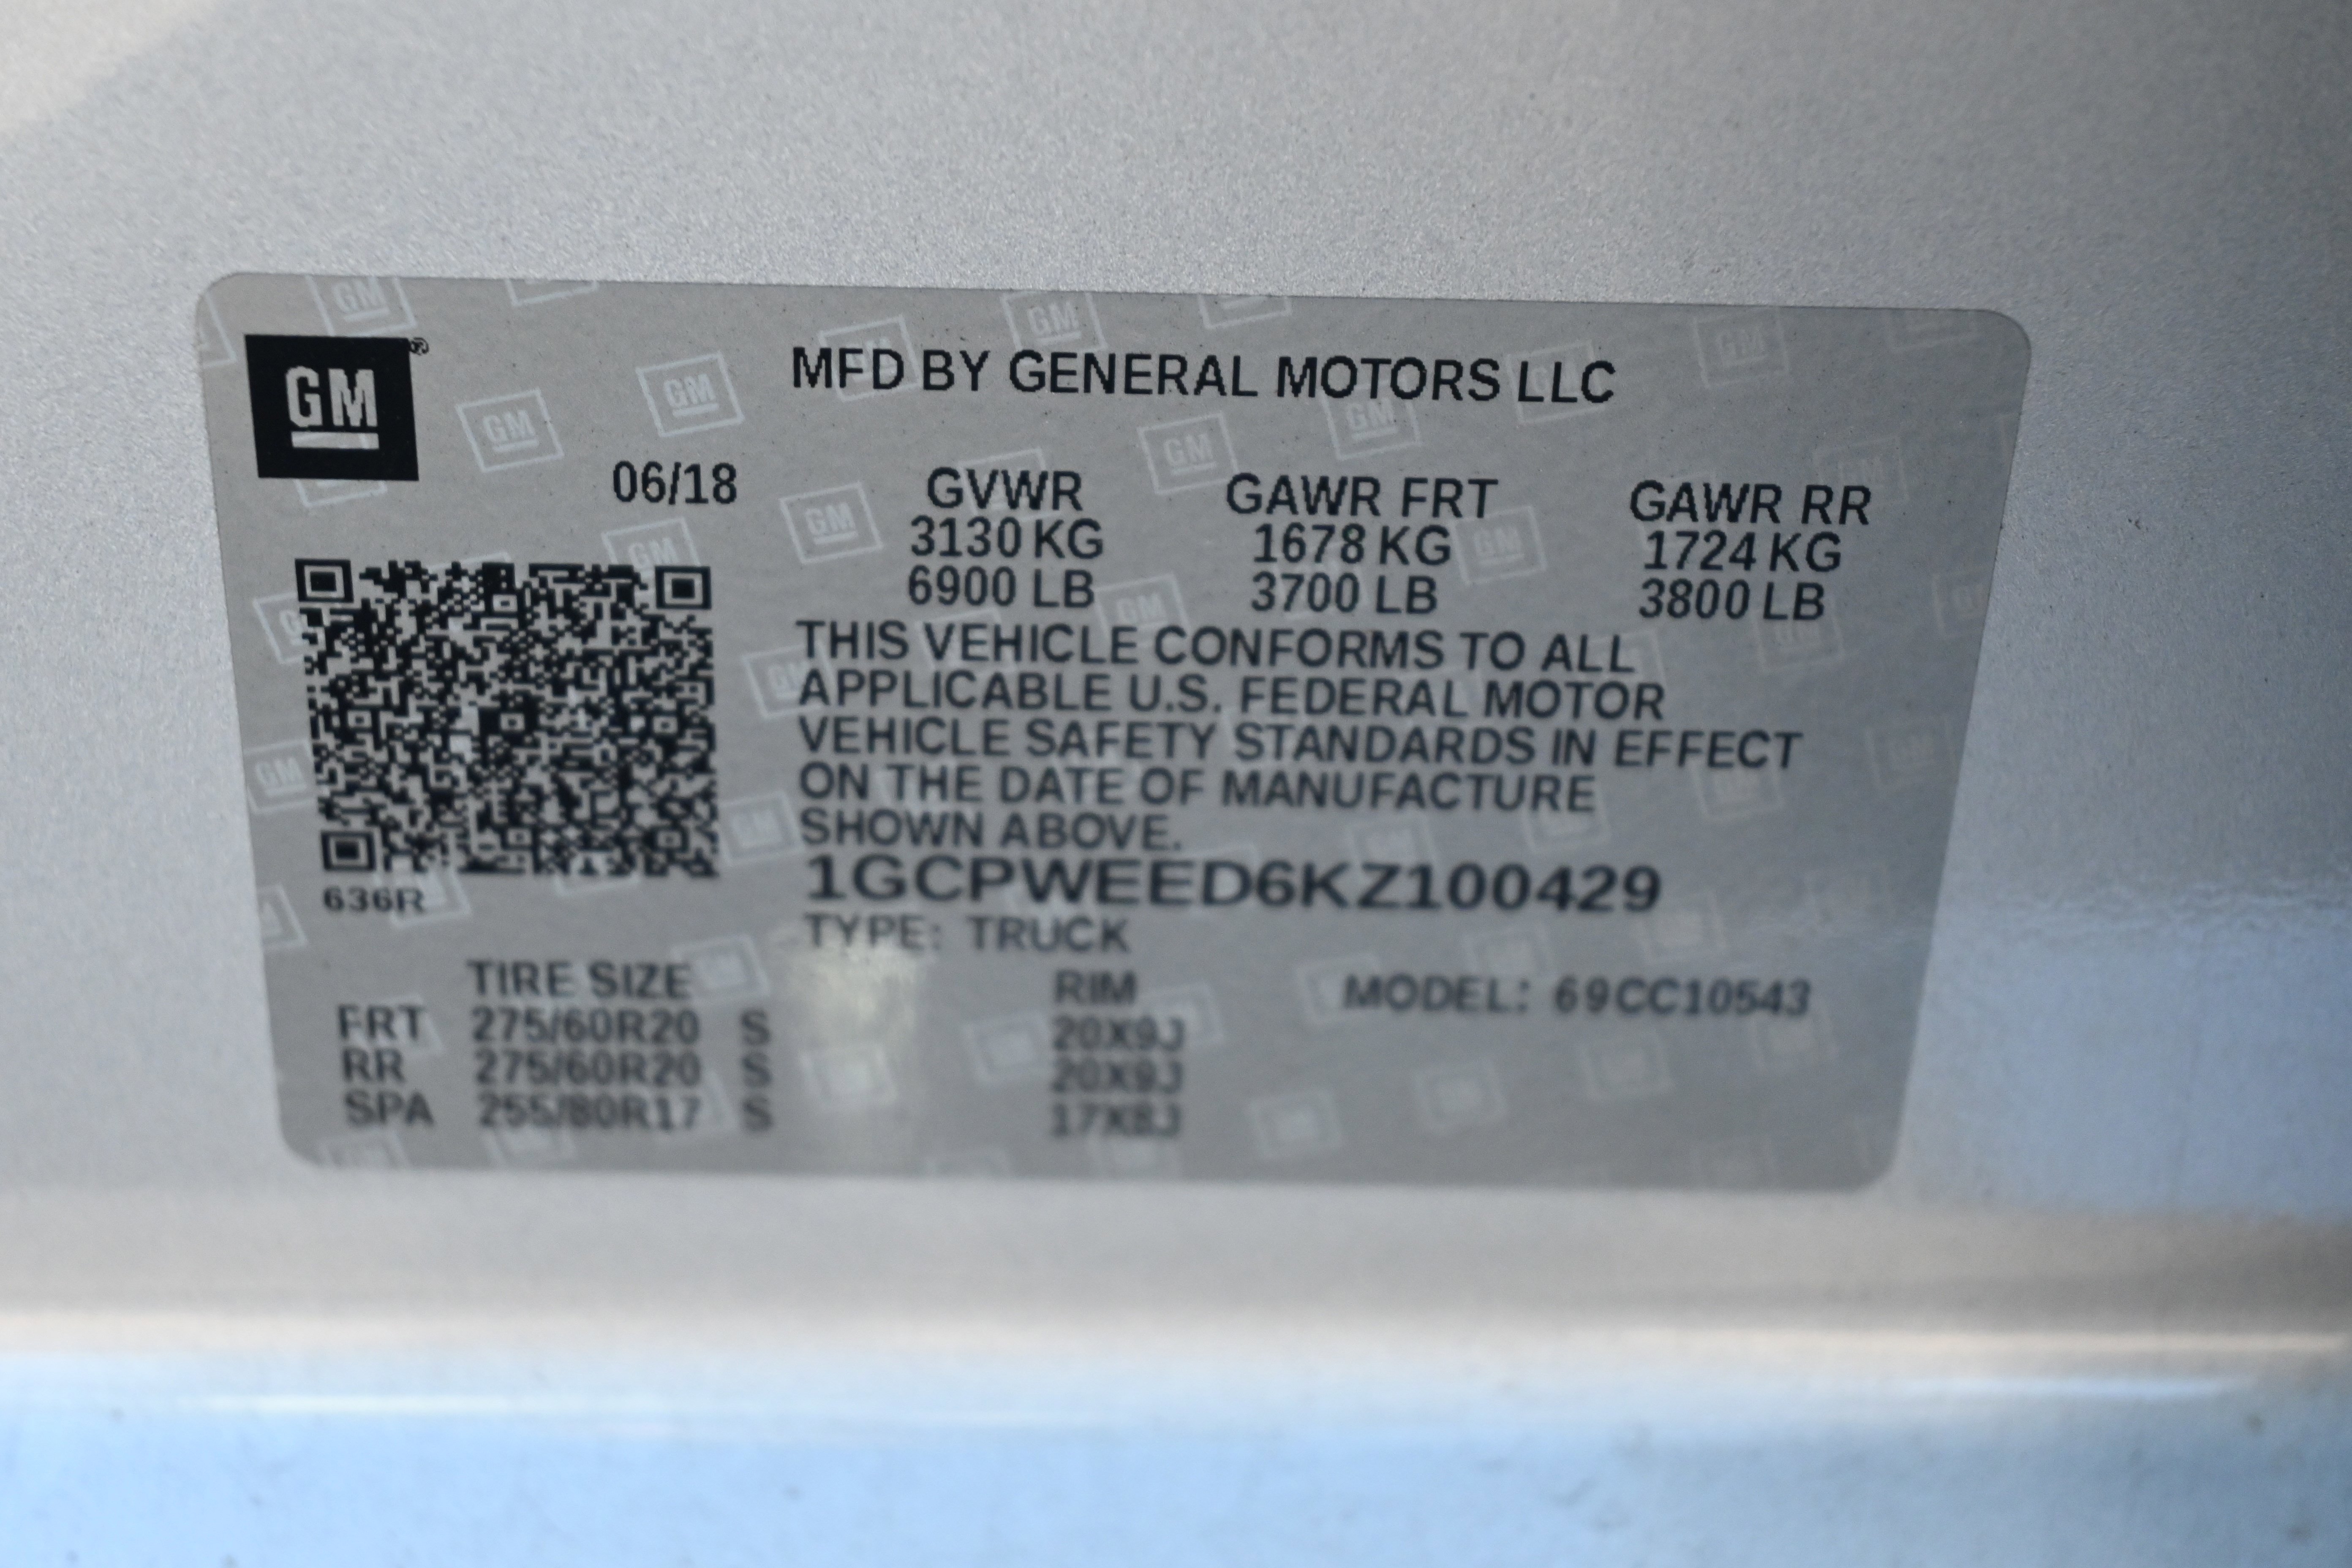 GM
MFD BY GENERAL MOTORS LLC
06/18 GVWR GAWR FRT GAWR RR
3130 KG 1678 KG 1724 KG
6900 LB 3700 LB 3800 LB
THIS VEHICLE CONFORMS TO ALL
APPLICABLE U.S. FEDERAL MOTOR
VEHICLE SAFETY STANDARDS IN EFFECT
ON THE DATE OF MANUFACTURE
SHOWN ABOVE.
1GCPWEED6KZ100429
636R
TYPE: TRUCK
TIRE SIZE RIM MODEL: 69CC10543
FRT 275/60R20 S 20X9J
RR 275/60R20 S 20X9J
SPA 255/80R17 S 17X8J